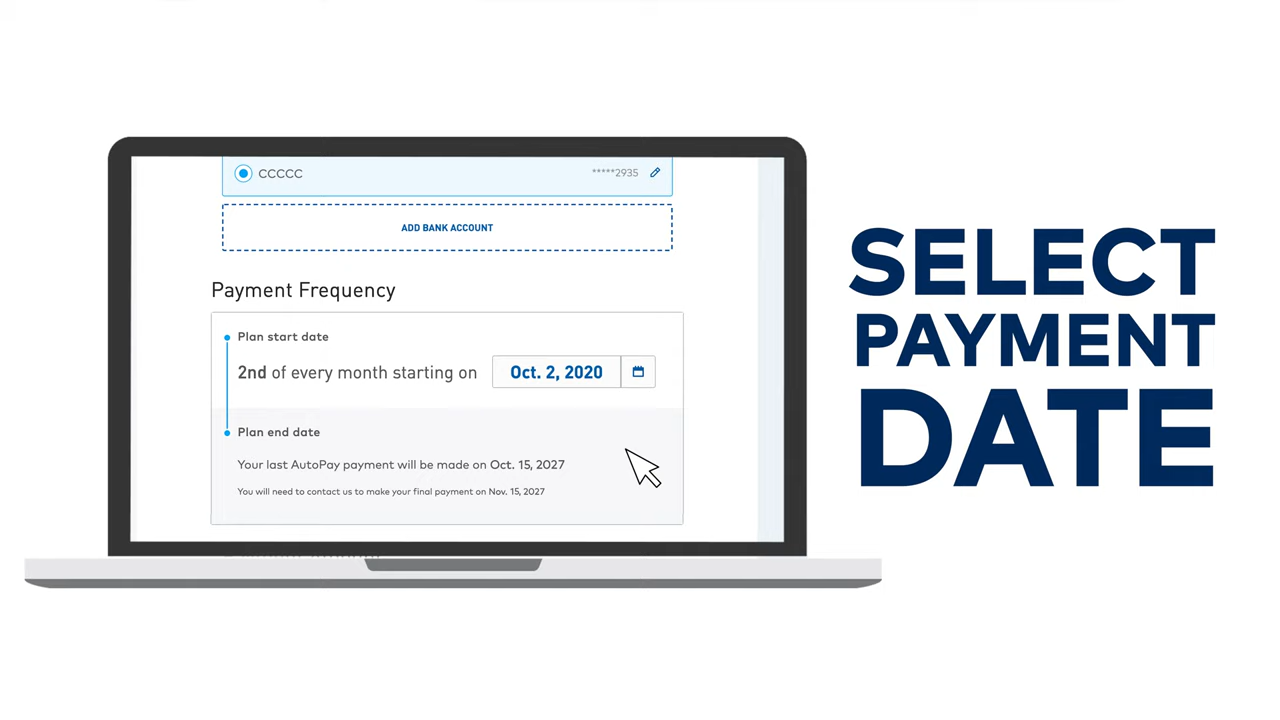 CCCCC *****2935
ADD BANK ACCOUNT
Payment Frequency
Plan start date
2nd of every month starting on Oct. 2, 2020
Plan end date
Your last AutoPay payment will be made on Oct. 15, 2027
You will need to contact us to make your final payment on Nov. 15, 2027
SELECT
PAYMENT
DATE